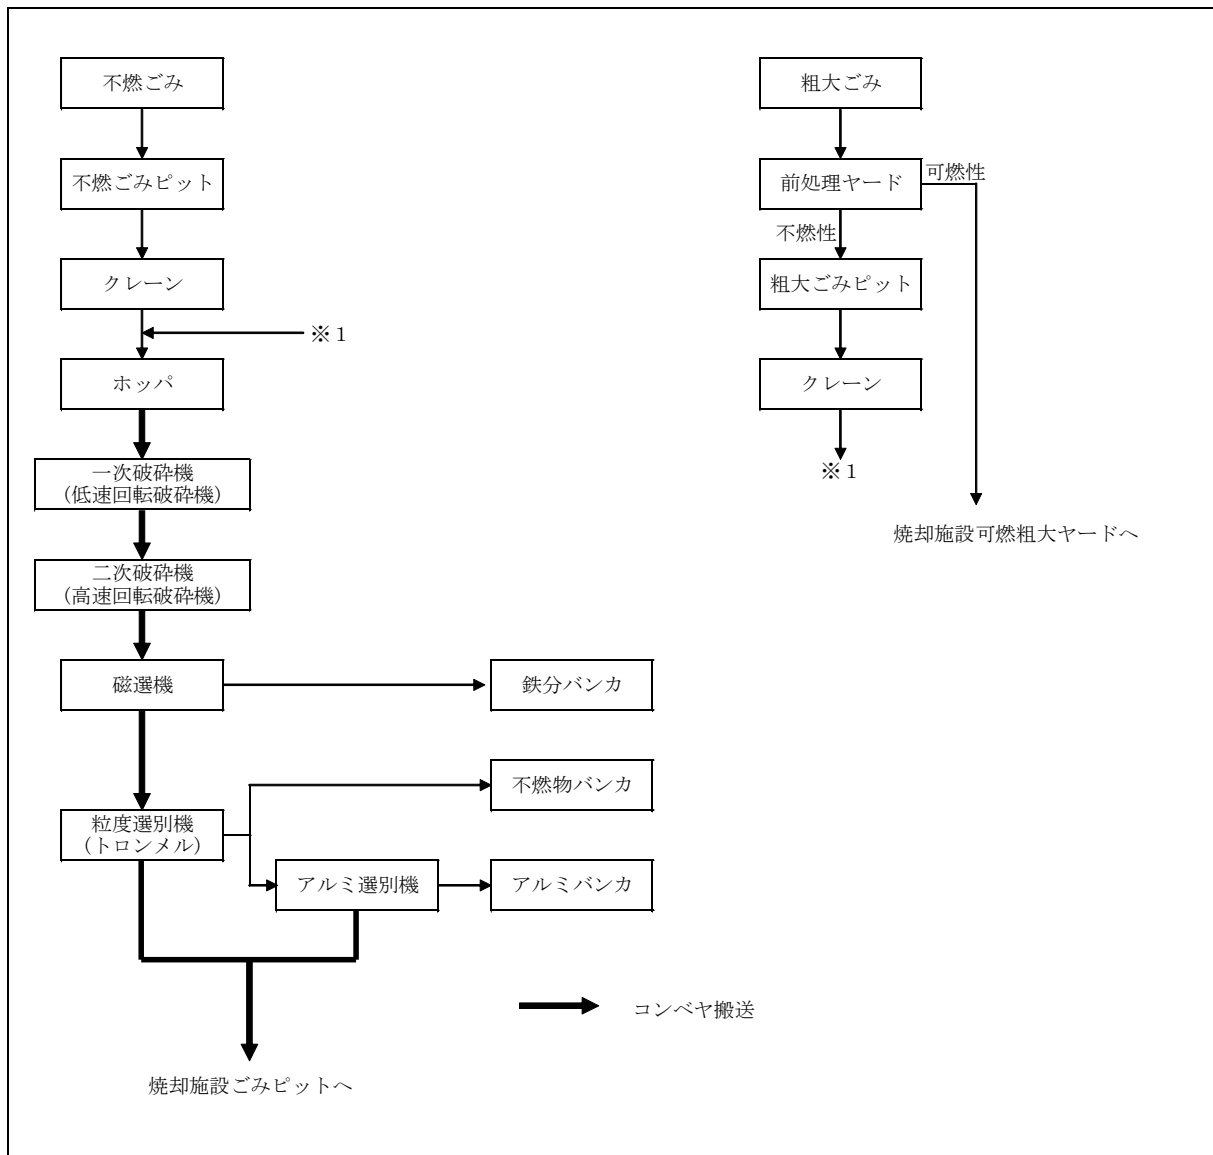 不燃ごみ
不燃ごみピット
クレーン
※１
ホッパ
一次破砕機
（低速回転破砕機）
二次破砕機
（高速回転破砕機）
磁選機
鉄分バンカ
不燃物バンカ
粒度選別機
（トロンメル）
アルミ選別機
アルミバンカ
焼却施設ごみピットへ
粗大ごみ
前処理ヤード
可燃性
不燃性
粗大ごみピット
クレーン
※１
焼却施設可燃粗大ヤードへ
コンベヤ搬送